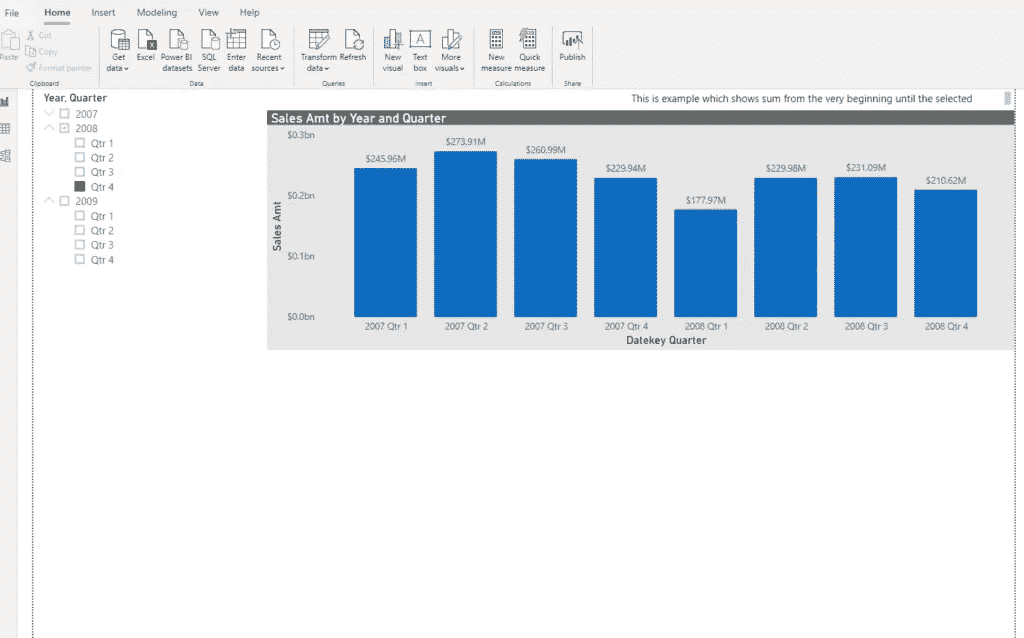 File Home Insert Modeling View Help
Paste
Cut
Copy
Format painter
Clipboard
Get data
Excel
Power BI datasets
SQL Server
Enter data
Recent sources
Data
Transform data
Refresh
Queries
New visual
Text box
More visuals
Insert
New measure
Quick measure
Calculations
Publish
Share
Year, Quarter
2007
2008
Qtr 1
Qtr 2
Qtr 3
Qtr 4
2009
Qtr 1
Qtr 2
Qtr 3
Qtr 4
This is example which shows sum from the very beginning until the selected
Sales Amt by Year and Quarter
Sales Amt
$0.3bn
$0.2bn
$0.1bn
$0.0bn
$245.96M
$273.91M
$260.99M
$229.94M
$177.97M
$229.98M
$231.09M
$210.62M
2007 Qtr 1
2007 Qtr 2
2007 Qtr 3
2007 Qtr 4
2008 Qtr 1
2008 Qtr 2
2008 Qtr 3
2008 Qtr 4
Datekey Quarter